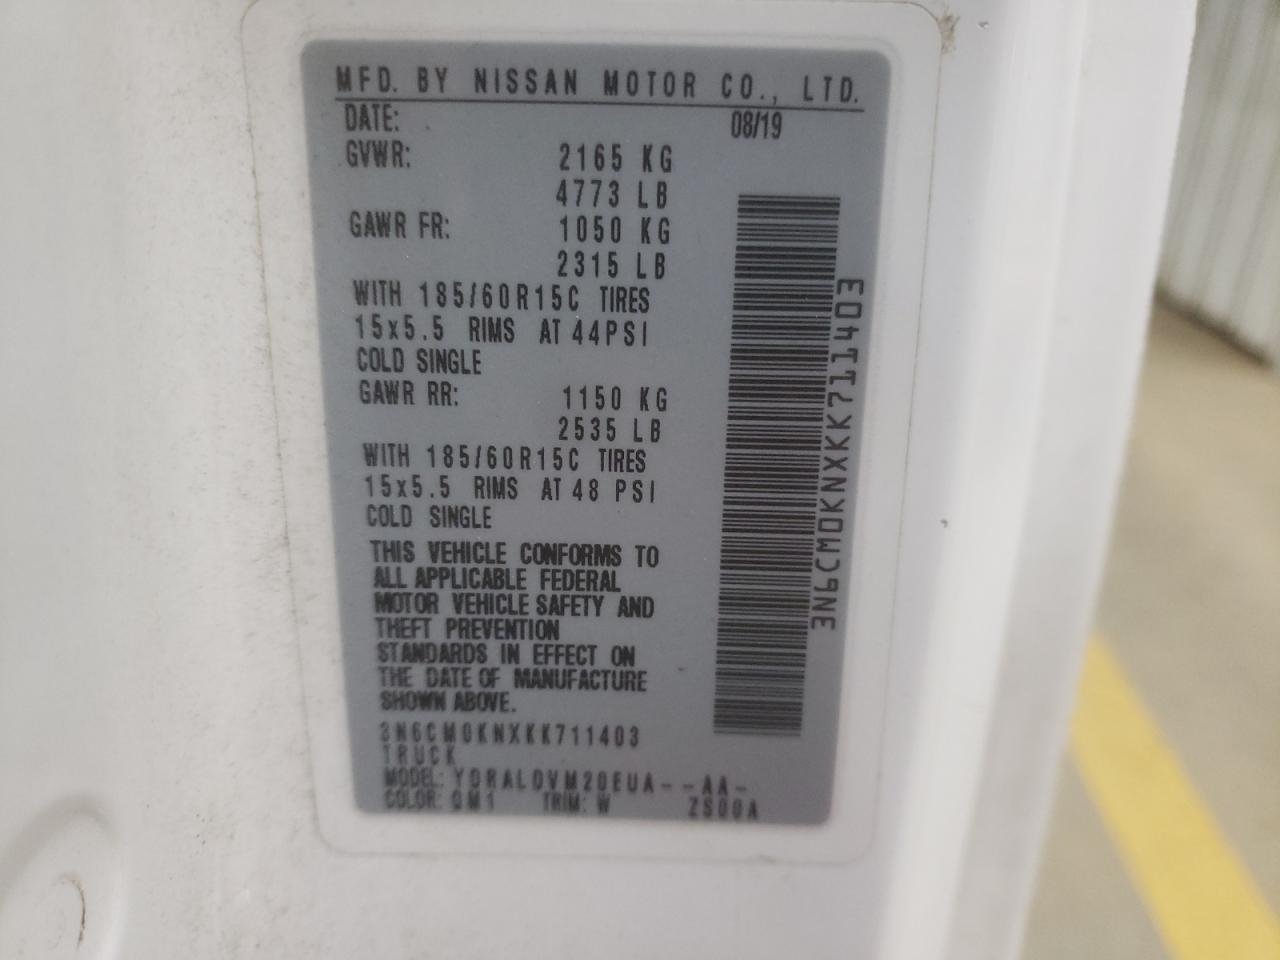 MFD. BY NISSAN MOTOR CO., LTD.
DATE: 08/19
GVWR: 2165 KG
4773 LB
GAWR FR: 1050 KG
2315 LB
WITH 185/60R15C TIRES
15x5.5 RIMS AT 44PSI
COLD SINGLE
GAWR RR: 1150 KG
2535 LB
WITH 185/60R15C TIRES
15x5.5 RIMS AT 48 PSI
COLD SINGLE
THIS VEHICLE CONFORMS TO
ALL APPLICABLE FEDERAL
MOTOR VEHICLE SAFETY AND
THEFT PREVENTION
STANDARDS IN EFFECT ON
THE DATE OF MANUFACTURE
SHOWN ABOVE.
3N6CM0KNXKK711403
TRUCK
MODEL: YDRALDVM20EUA--AA-
COLOR: QM1 TRIM: W ZS00A
3N6CM0KNXKK711403